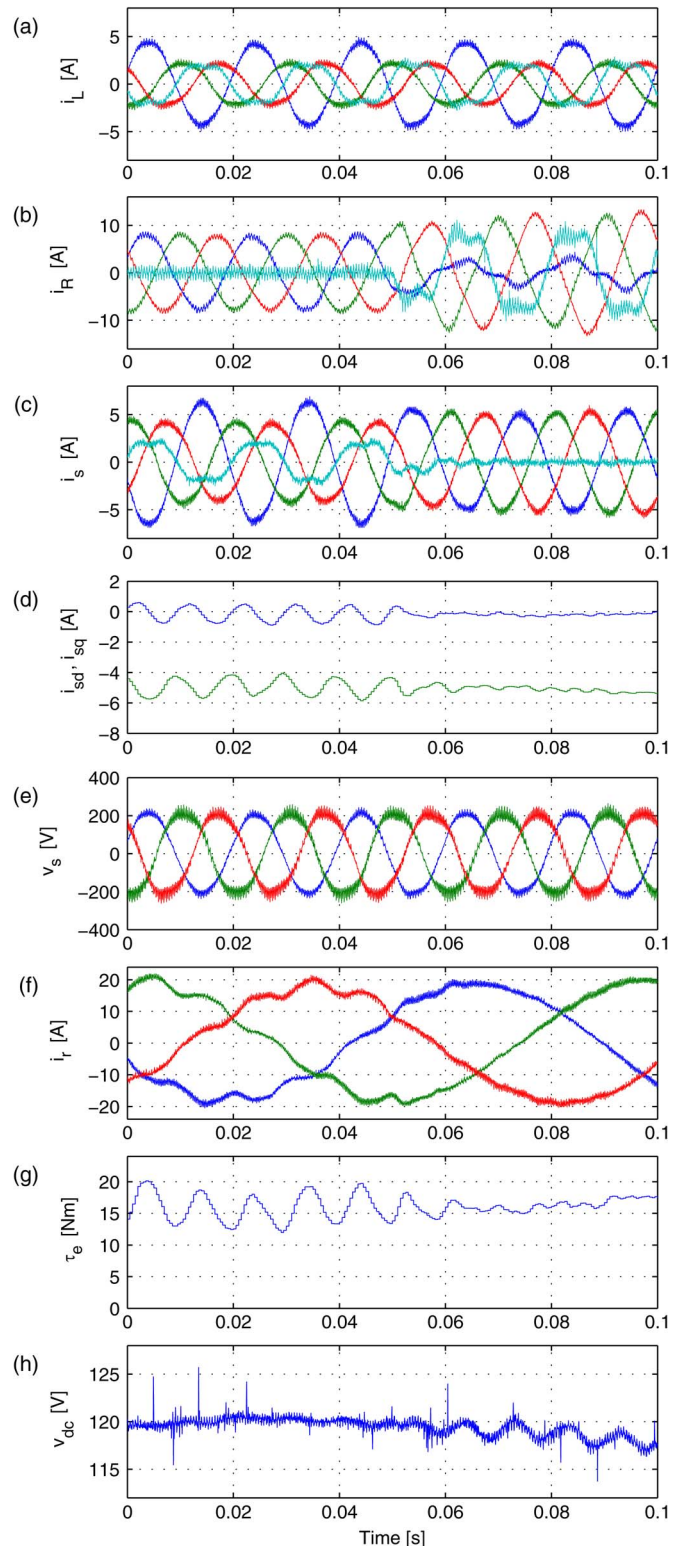 (a)
i_L [A]
5
0
−5
0 0.02 0.04 0.06 0.08 0.1
(b)
i_R [A]
10
0
−10
0 0.02 0.04 0.06 0.08 0.1
(c)
i_s [A]
5
0
−5
0 0.02 0.04 0.06 0.08 0.1
(d)
i_sd, i_sq [A]
2
0
−2
−4
−6
−8
0 0.02 0.04 0.06 0.08 0.1
(e)
v_s [V]
400
200
0
−200
−400
0 0.02 0.04 0.06 0.08 0.1
(f)
i_r [A]
20
10
0
−10
−20
0 0.02 0.04 0.06 0.08 0.1
(g)
τ_e [Nm]
20
15
10
5
0
0 0.02 0.04 0.06 0.08 0.1
(h)
v_dc [V]
125
120
115
0 0.02 0.04 0.06 0.08 0.1
Time [s]